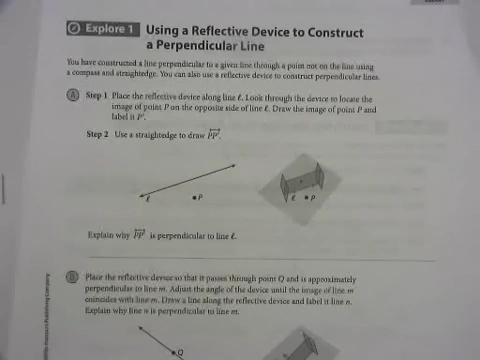 Explore 1 Using a Reflective Device to Construct
a Perpendicular Line
You have constructed a line perpendicular to a given line through a point not on the line using
a compass and straightedge. You can also use a reflective device to construct perpendicular lines.
A Step 1 Place the reflective device along line ℓ. Look through the device to locate the
image of point P on the opposite side of line ℓ. Draw the image of point P and
label it P′.
Step 2 Use a straightedge to draw PP′.
ℓ P ℓ P
Explain why PP′ is perpendicular to line ℓ.
B Place the reflective device so that it passes through point Q and is approximately
perpendicular to line m. Adjust the angle of the device until the image of line m
coincides with line m. Draw a line along the reflective device and label it line n.
Explain why line n is perpendicular to line m.
Q
Publishing Company